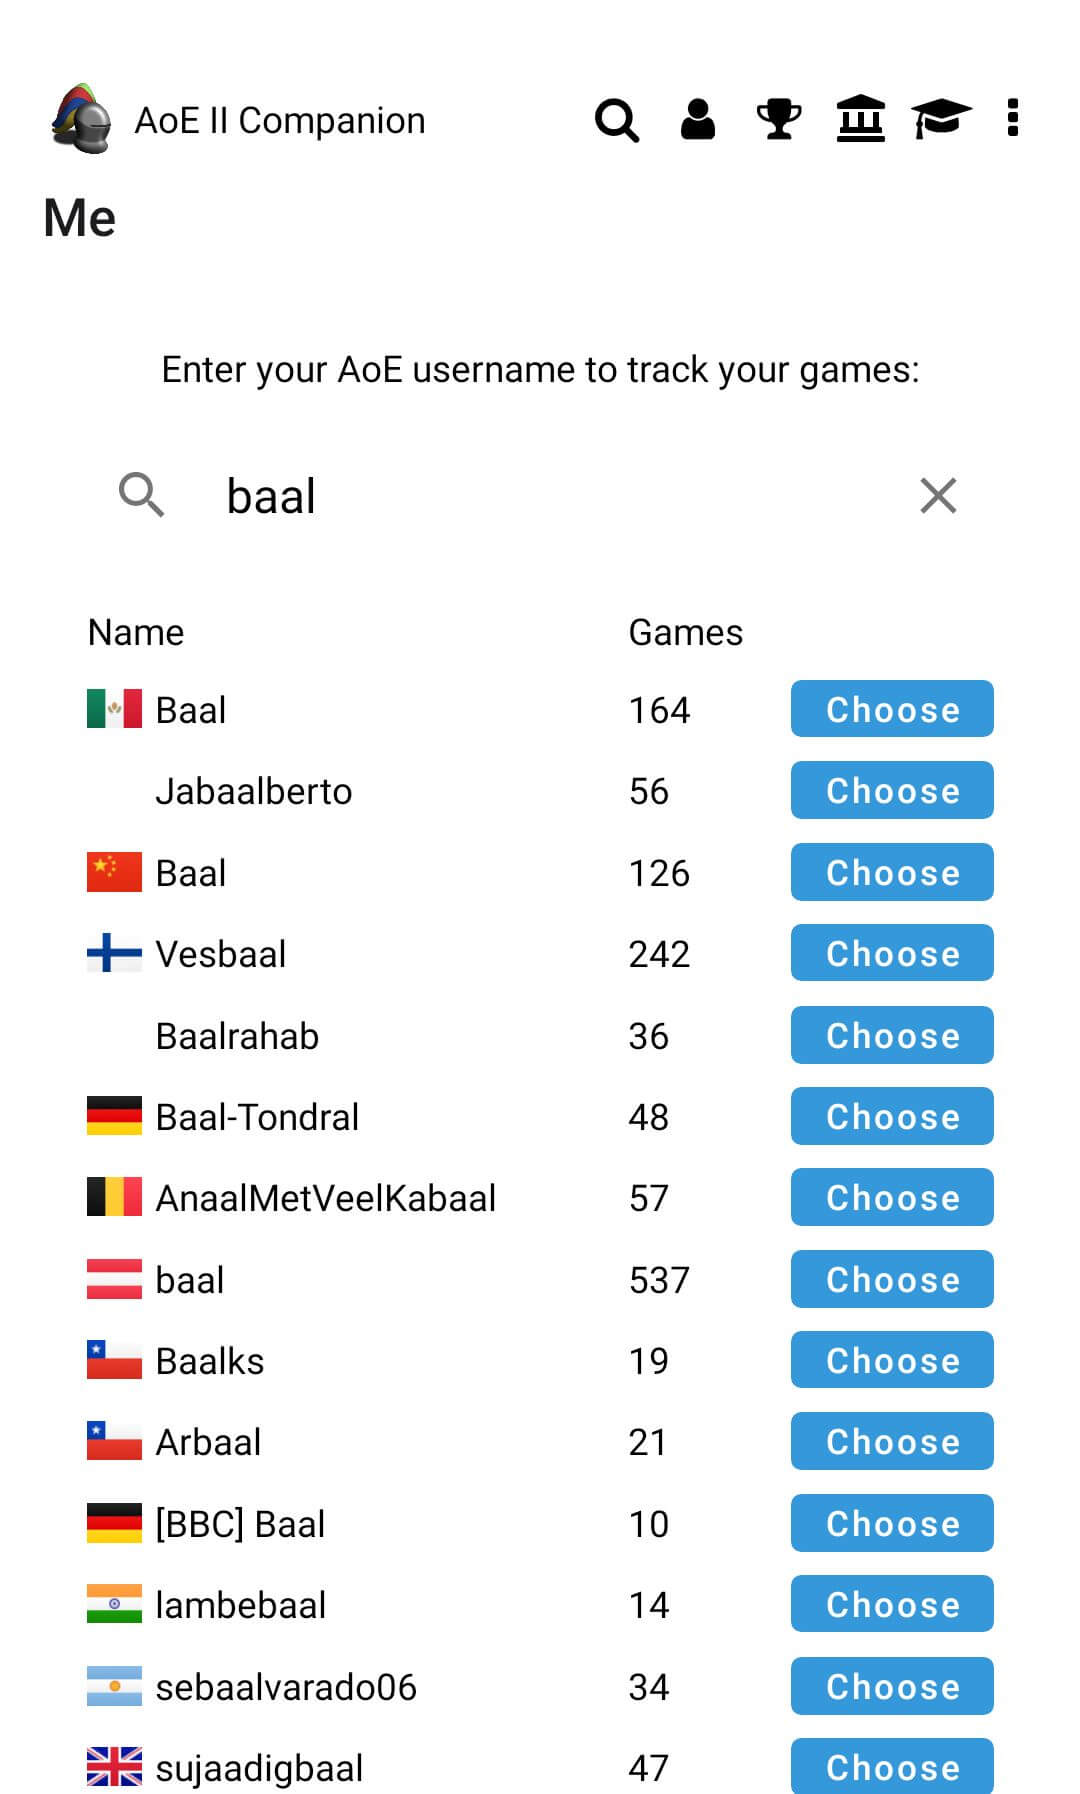 AoE II Companion
Me
Enter your AoE username to track your games:
baal
Name Games
Baal 164 Choose
Jabaalberto 56 Choose
Baal 126 Choose
Vesbaal 242 Choose
Baalrahab 36 Choose
Baal-Tondral 48 Choose
AnaalMetVeelKabaal 57 Choose
baal 537 Choose
Baalks 19 Choose
Arbaal 21 Choose
[BBC] Baal 10 Choose
lambebaal 14 Choose
sebaalvarado06 34 Choose
sujaadigbaal 47 Choose